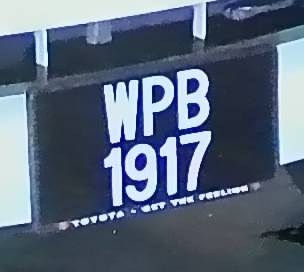 WPB
1917
TOYOTA - GET THE FEELING